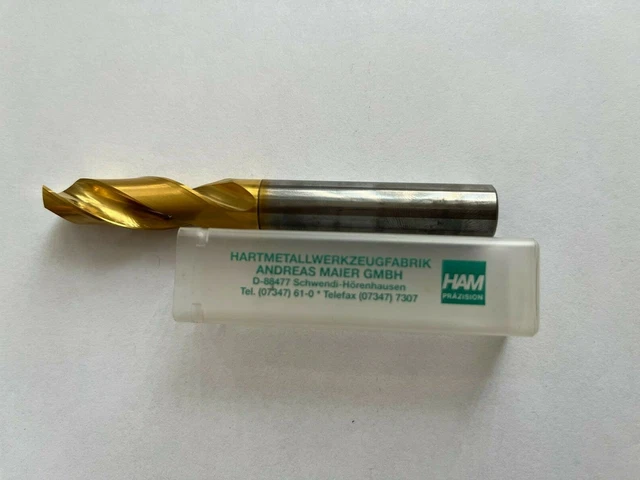 HARTMETALLWERKZEUGFABRIK
ANDREAS MAIER GMBH
D-88477 Schwendi-Hörenhausen
Tel. (07347) 61-0 * Telefax (07347) 7307
HAM
PRÄZISION